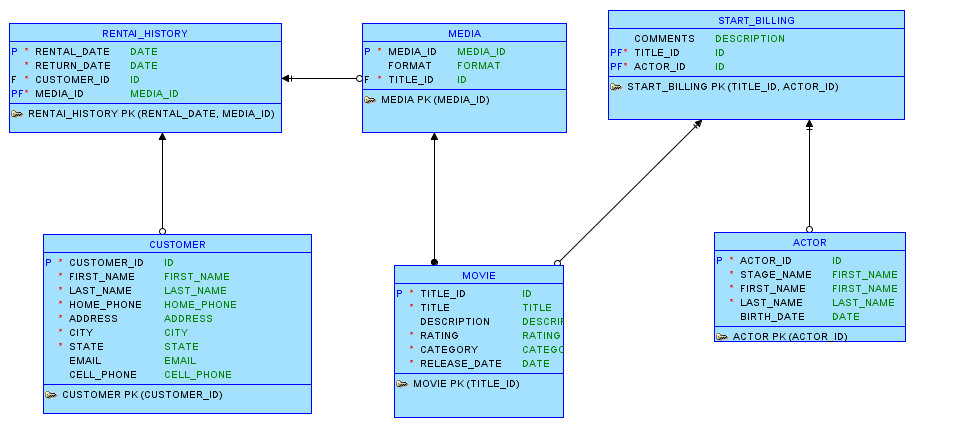 RENTAl_HISTORY
P * RENTAL_DATE DATE
* RETURN_DATE DATE
F * CUSTOMER_ID ID
PF* MEDIA_ID MEDIA_ID
RENTAl_HISTORY PK (RENTAL_DATE, MEDIA_ID)
MEDIA
P * MEDIA_ID MEDIA_ID
FORMAT FORMAT
F * TITLE_ID ID
MEDIA PK (MEDIA_ID)
START_BILLING
COMMENTS DESCRIPTION
PF* TITLE_ID ID
PF* ACTOR_ID ID
START_BILLING PK (TITLE_ID, ACTOR_ID)
CUSTOMER
P * CUSTOMER_ID ID
* FIRST_NAME FIRST_NAME
* LAST_NAME LAST_NAME
* HOME_PHONE HOME_PHONE
* ADDRESS ADDRESS
* CITY CITY
* STATE STATE
EMAIL EMAIL
CELL_PHONE CELL_PHONE
CUSTOMER PK (CUSTOMER_ID)
MOVIE
P * TITLE_ID ID
* TITLE TITLE
DESCRIPTION DESCRI
* RATING RATING
* CATEGORY CATEGO
* RELEASE_DATE DATE
MOVIE PK (TITLE_ID)
ACTOR
P * ACTOR_ID ID
* STAGE_NAME FIRST_NAME
* FIRST_NAME FIRST_NAME
* LAST_NAME LAST_NAME
BIRTH_DATE DATE
ACTOR PK (ACTOR_ID)